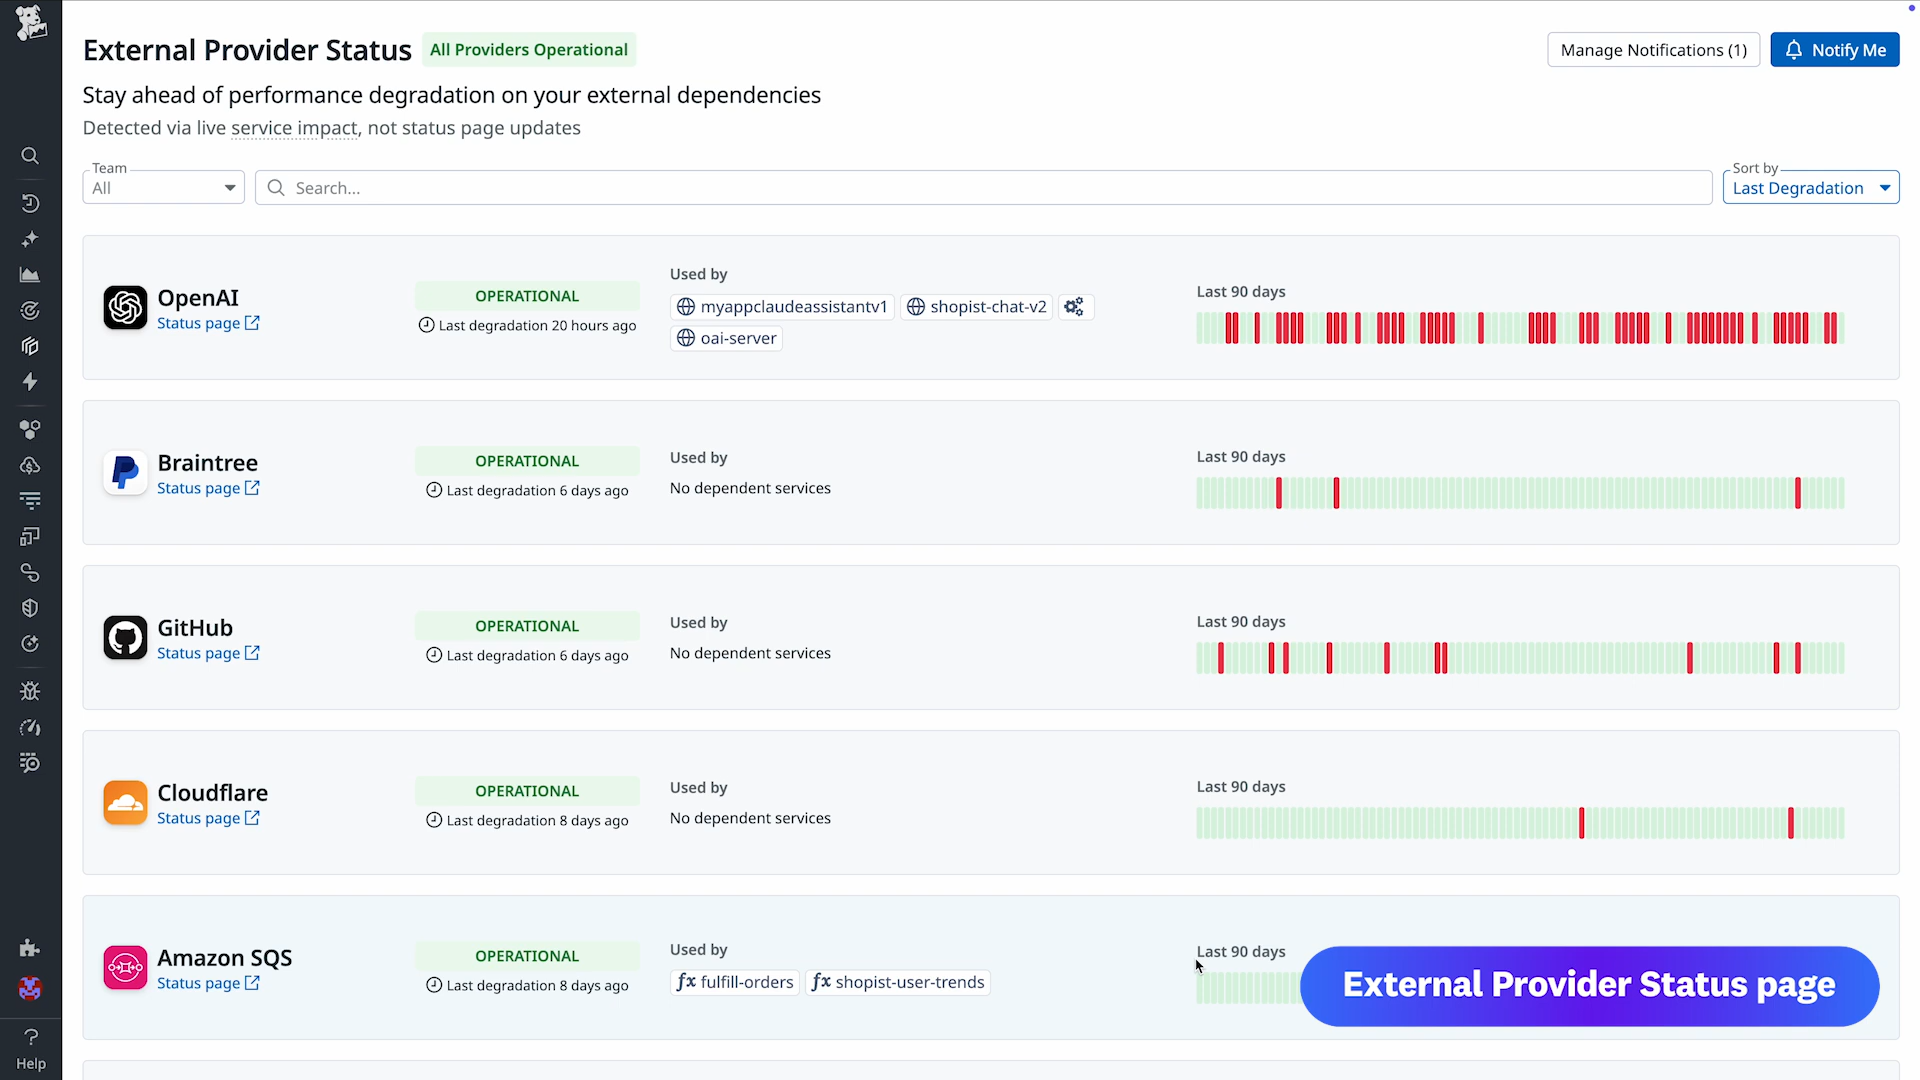 External Provider Status
All Providers Operational
Manage Notifications (1)
Notify Me
Stay ahead of performance degradation on your external dependencies
Detected via live service impact, not status page updates
Team
All
Search...
Sort by
Last Degradation
OpenAI
Status page
OPERATIONAL
Last degradation 20 hours ago
Used by
myappclaudeassistantv1
shopist-chat-v2
oai-server
Last 90 days
Braintree
Status page
OPERATIONAL
Last degradation 6 days ago
Used by
No dependent services
Last 90 days
GitHub
Status page
OPERATIONAL
Last degradation 6 days ago
Used by
No dependent services
Last 90 days
Cloudflare
Status page
OPERATIONAL
Last degradation 8 days ago
Used by
No dependent services
Last 90 days
Amazon SQS
Status page
OPERATIONAL
Last degradation 8 days ago
Used by
fx fulfill-orders
fx shopist-user-trends
Last 90 days
External Provider Status page
Help